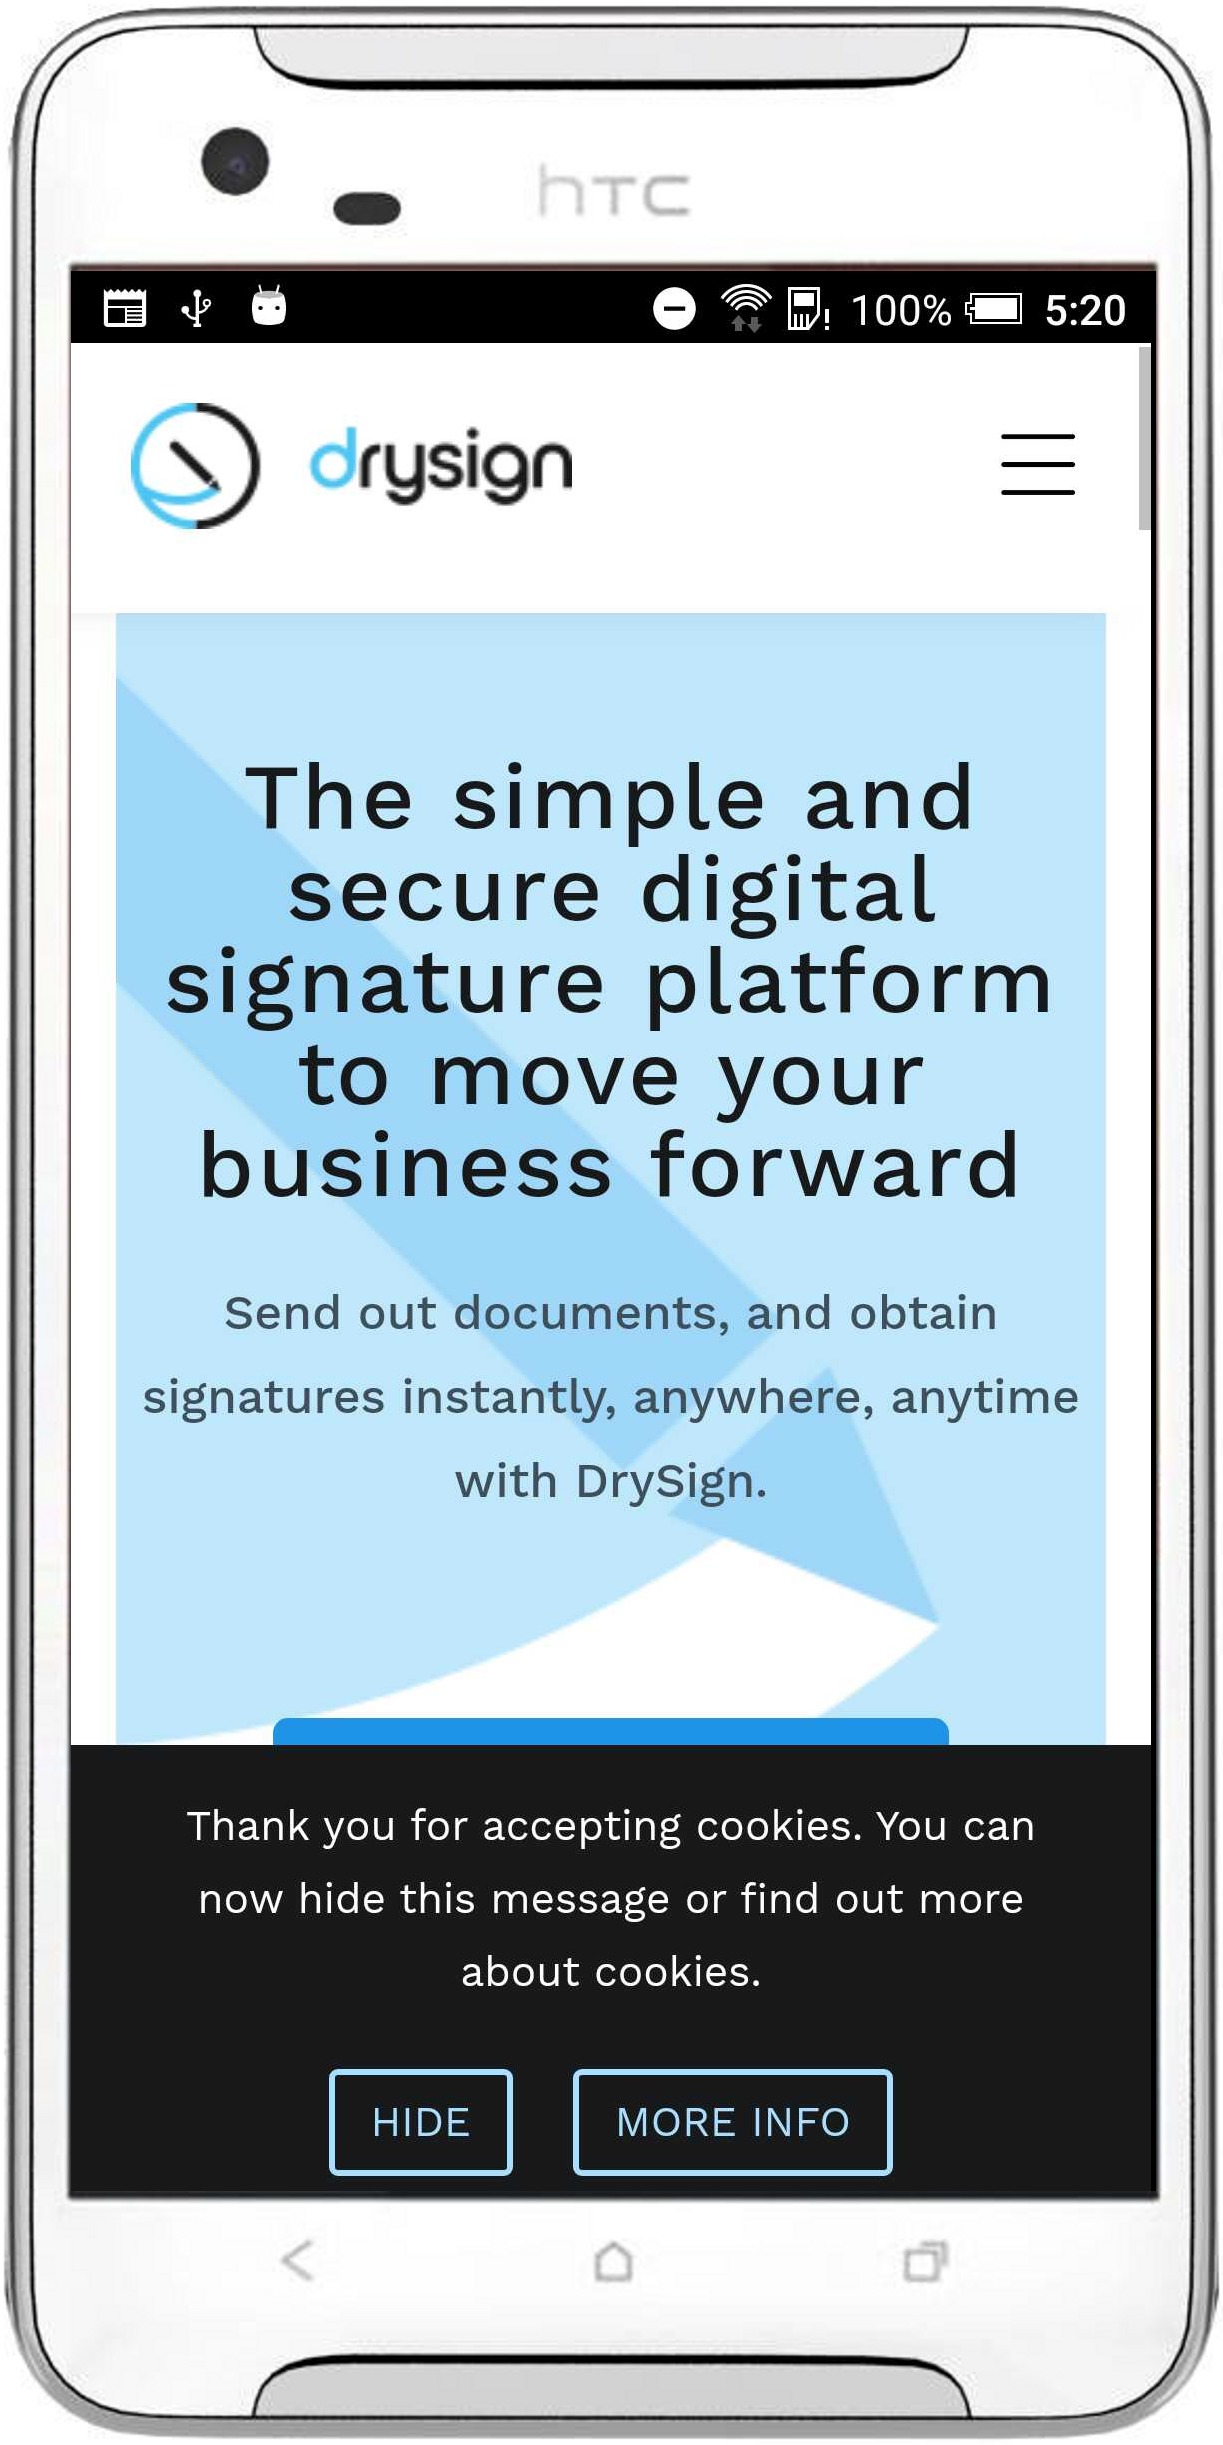 hTC
100% 5:20
drysign
The simple and
secure digital
signature platform
to move your
business forward
Send out documents, and obtain
signatures instantly, anywhere, anytime
with DrySign.
Thank you for accepting cookies. You can
now hide this message or find out more
about cookies.
HIDE MORE INFO